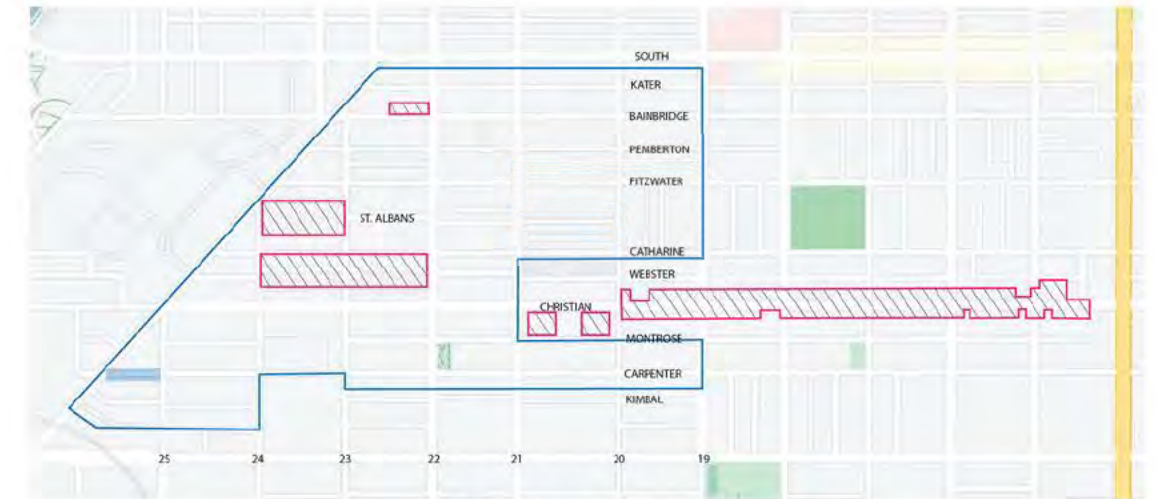 SOUTH
KATER
BAINBRIDGE
PEMBERTON
FITZWATER
ST. ALBANS
CATHARINE
WEBSTER
CHRISTIAN
MONTROSE
CARPENTER
KIMBAL
25 24 23 22 21 20 19